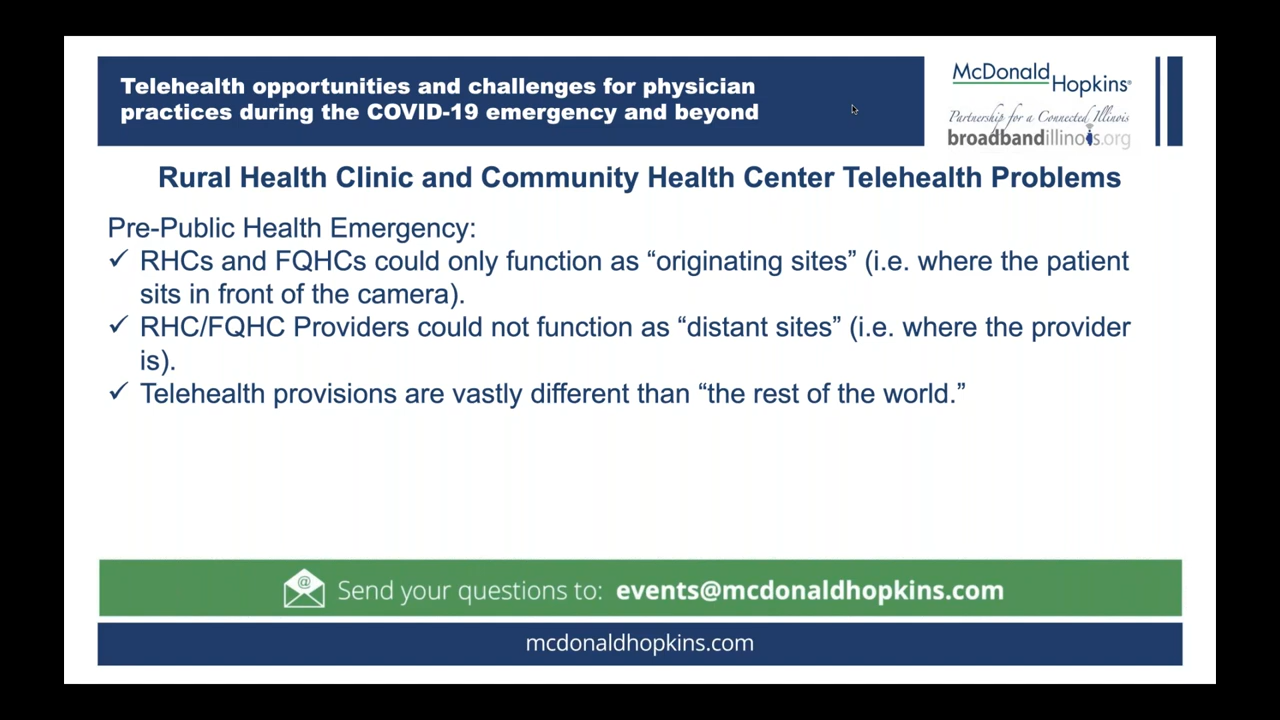 Telehealth opportunities and challenges for physician
practices during the COVID-19 emergency and beyond
McDonald
Hopkins®
Partnership for a Connected Illinois
broadbandillinois.org
Rural Health Clinic and Community Health Center Telehealth Problems
Pre-Public Health Emergency:
✓ RHCs and FQHCs could only function as “originating sites” (i.e. where the patient
sits in front of the camera).
✓ RHC/FQHC Providers could not function as “distant sites” (i.e. where the provider
is).
✓ Telehealth provisions are vastly different than “the rest of the world.”
@ Send your questions to: events@mcdonaldhopkins.com
mcdonaldhopkins.com